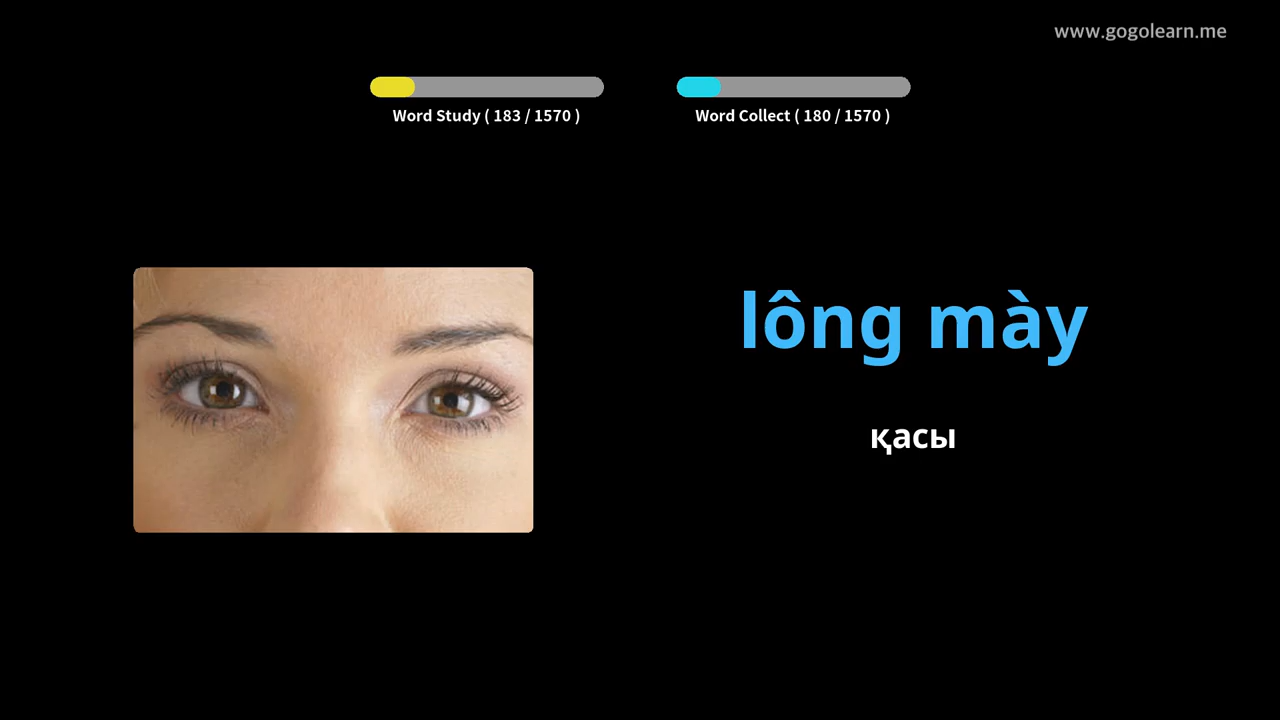 www.gogolearn.me
Word Study ( 183 / 1570 )
Word Collect ( 180 / 1570 )
lông mày
қасы